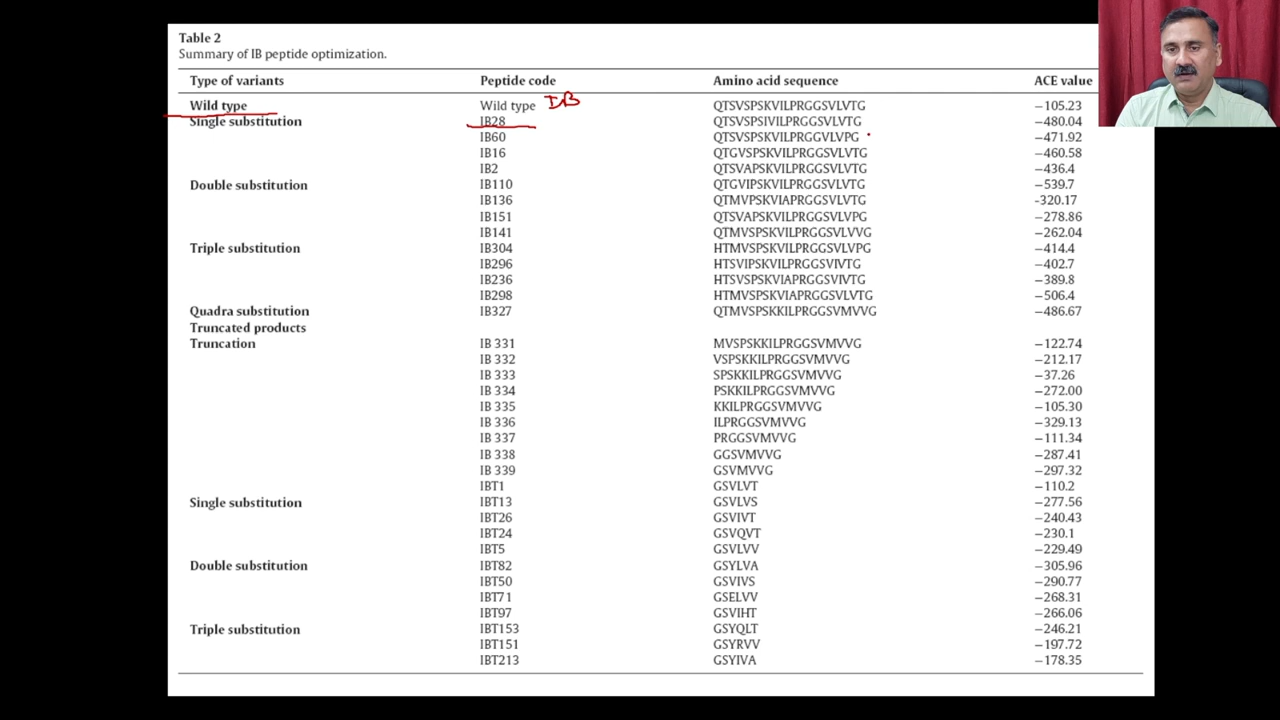 Table 2
Summary of IB peptide optimization.
Type of variants Peptide code Amino acid sequence ACE value
Wild type Wild type IB QTSVSPSKVILPRGGSVLVTG −105.23
Single substitution IB28 QTSVSPSIVILPRGGSVLVTG −480.04
IB60 QTSVSPSKVILPRGGVLVPG −471.92
IB16 QTGVSPSKVILPRGGSVLVTG −460.58
IB2 QTSVAPSKVILPRGGSVLVTG −436.4
Double substitution IB110 QTGVIPSKVILPRGGSVLVTG −539.7
IB136 QTMVPSKVIAPRGGSVLVTG -320.17
IB151 QTSVAPSKVILPRGGSVLVPG −278.86
IB141 QTMVSPSKVILPRGGSVLVVG −262.04
Triple substitution IB304 HTMVSPSKVILPRGGSVLVPG −414.4
IB296 HTSVIPSKVILPRGGSVIVTG −402.7
IB236 HTSVSPSKVIAPRGGSVIVTG −389.8
IB298 HTMVSPSKVIAPRGGSVLVTG −506.4
Quadra substitution IB327 QTMVSPSKKILPRGGSVMVVG −486.67
Truncated products
Truncation IB 331 MVSPSKKILPRGGSVMVVG −122.74
IB 332 VSPSKKILPRGGSVMVVG −212.17
IB 333 SPSKKILPRGGSVMVVG −37.26
IB 334 PSKKILPRGGSVMVVG −272.00
IB 335 KKILPRGGSVMVVG −105.30
IB 336 ILPRGGSVMVVG −329.13
IB 337 PRGGSVMVVG −111.34
IB 338 GGSVMVVG −287.41
IB 339 GSVMVVG −297.32
IBT1 GSVLVT −110.2
Single substitution IBT13 GSVLVS −277.56
IBT26 GSVIVT −240.43
IBT24 GSVQVT −230.1
IBT5 GSVLVV −229.49
Double substitution IBT82 GSYLVA −305.96
IBT50 GSVIVS −290.77
IBT71 GSELVV −268.31
IBT97 GSVIHT −266.06
Triple substitution IBT153 GSYQLT −246.21
IBT151 GSYRVV −197.72
IBT213 GSYIVA −178.35